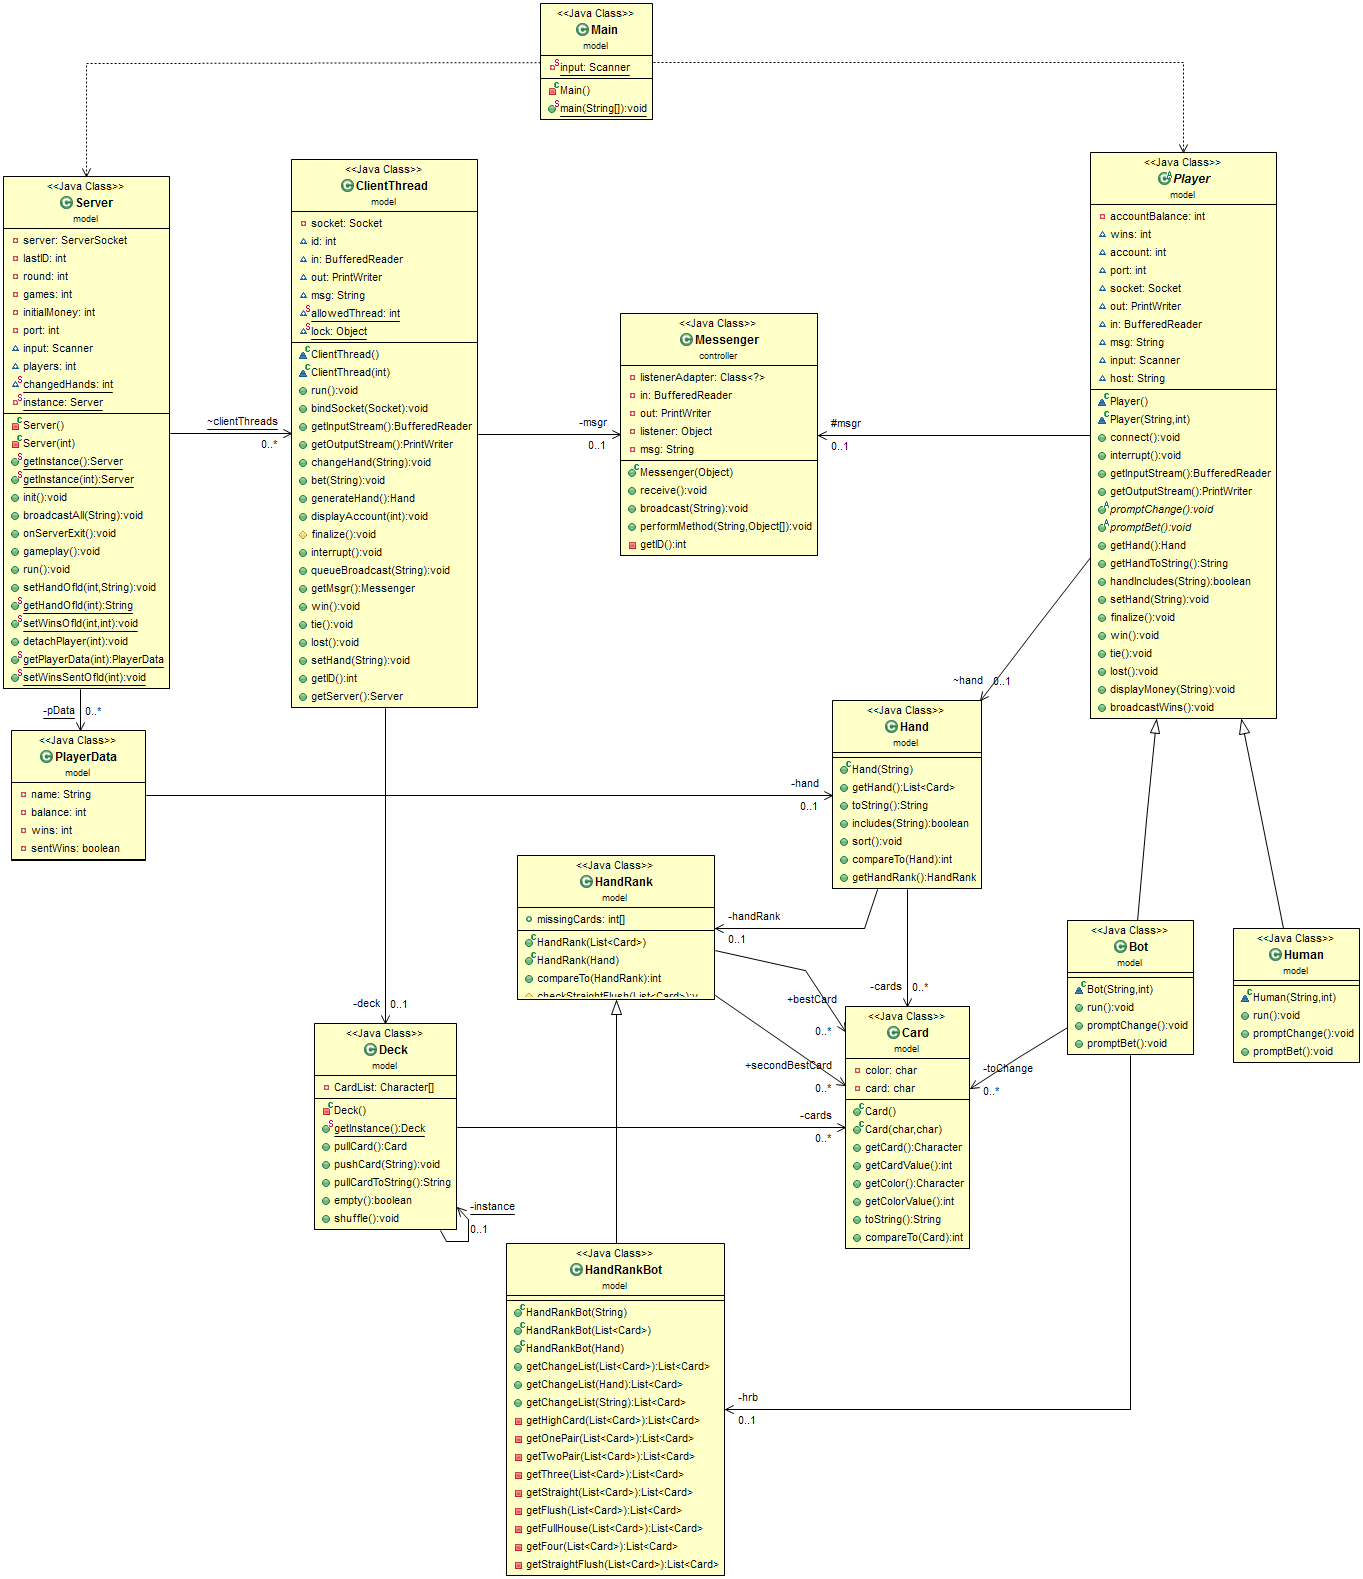 <<Java Class>>
Main
model
input: Scanner
Main()
main(String[]):void
<<Java Class>>
Server
model
server: ServerSocket
lastID: int
round: int
games: int
initialMoney: int
port: int
input: Scanner
players: int
changedHands: int
instance: Server
Server()
Server(int)
getInstance():Server
getInstance(int):Server
init():void
broadcastAll(String):void
onServerExit():void
gameplay():void
run():void
setHandOfId(int,String):void
getHandOfId(int):String
setWinsOfId(int,int):void
detachPlayer(int):void
getPlayerData(int):PlayerData
setWinsSentOfId(int):void
~clientThreads
0..*
-pData
0..*
<<Java Class>>
ClientThread
model
socket: Socket
id: int
in: BufferedReader
out: PrintWriter
msg: String
allowedThread: int
lock: Object
ClientThread()
ClientThread(int)
run():void
bindSocket(Socket):void
getInputStream():BufferedReader
getOutputStream():PrintWriter
changeHand(String):void
bet(String):void
generateHand():Hand
displayAccount(int):void
finalize():void
interrupt():void
queueBroadcast(String):void
getMsgr():Messenger
win():void
tie():void
lost():void
setHand(String):void
getID():int
getServer():Server
-msgr
0..1
<<Java Class>>
Messenger
controller
listenerAdapter: Class<?>
in: BufferedReader
out: PrintWriter
listener: Object
msg: String
Messenger(Object)
receive():void
broadcast(String):void
performMethod(String,Object[]):void
getID():int
#msgr
0..1
<<Java Class>>
Player
model
accountBalance: int
wins: int
account: int
port: int
socket: Socket
out: PrintWriter
in: BufferedReader
msg: String
input: Scanner
host: String
Player()
Player(String,int)
connect():void
interrupt():void
getInputStream():BufferedReader
getOutputStream():PrintWriter
promptChange():void
promptBet():void
getHand():Hand
getHandToString():String
handIncludes(String):boolean
setHand(String):void
finalize():void
win():void
tie():void
lost():void
displayMoney(String):void
broadcastWins():void
~hand
0..1
<<Java Class>>
PlayerData
model
name: String
balance: int
wins: int
sentWins: boolean
-hand
0..1
<<Java Class>>
Hand
model
Hand(String)
getHand():List<Card>
toString():String
includes(String):boolean
sort():void
compareTo(Hand):int
getHandRank():HandRank
-handRank
0..1
-cards
0..*
<<Java Class>>
HandRank
model
missingCards: int[]
HandRank(List<Card>)
HandRank(Hand)
compareTo(HandRank):int
checkStraightFlush(List<Card>):v
+bestCard
0..*
+secondBestCard
0..*
<<Java Class>>
Bot
model
Bot(String,int)
run():void
promptChange():void
promptBet():void
-toChange
0..*
<<Java Class>>
Human
model
Human(String,int)
run():void
promptChange():void
promptBet():void
-deck
0..1
<<Java Class>>
Deck
model
CardList: Character[]
Deck()
getInstance():Deck
pullCard():Card
pushCard(String):void
pullCardToString():String
empty():boolean
shuffle():void
-instance
0..1
-cards
0..*
<<Java Class>>
Card
model
color: char
card: char
Card()
Card(char,char)
getCard():Character
getCardValue():int
getColor():Character
getColorValue():int
toString():String
compareTo(Card):int
<<Java Class>>
HandRankBot
model
HandRankBot(String)
HandRankBot(List<Card>)
HandRankBot(Hand)
getChangeList(List<Card>):List<Card>
getChangeList(Hand):List<Card>
getChangeList(String):List<Card>
getHighCard(List<Card>):List<Card>
getOnePair(List<Card>):List<Card>
getTwoPair(List<Card>):List<Card>
getThree(List<Card>):List<Card>
getStraight(List<Card>):List<Card>
getFlush(List<Card>):List<Card>
getFullHouse(List<Card>):List<Card>
getFour(List<Card>):List<Card>
getStraightFlush(List<Card>):List<Card>
-hrb
0..1